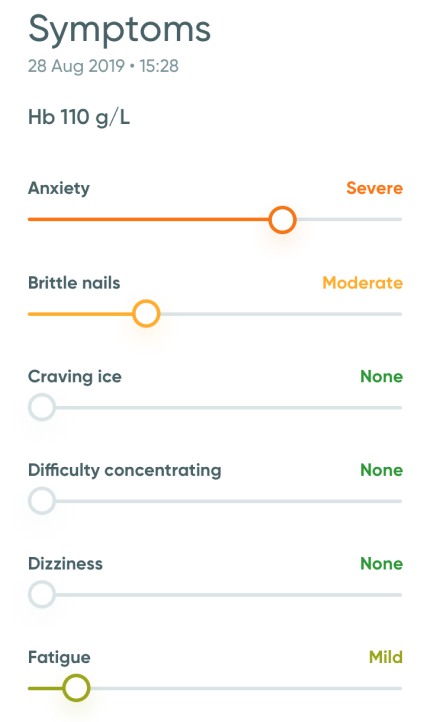 Symptoms
28 Aug 2019 • 15:28
Hb 110 g/L
Anxiety Severe
Brittle nails Moderate
Craving ice None
Difficulty concentrating None
Dizziness None
Fatigue Mild